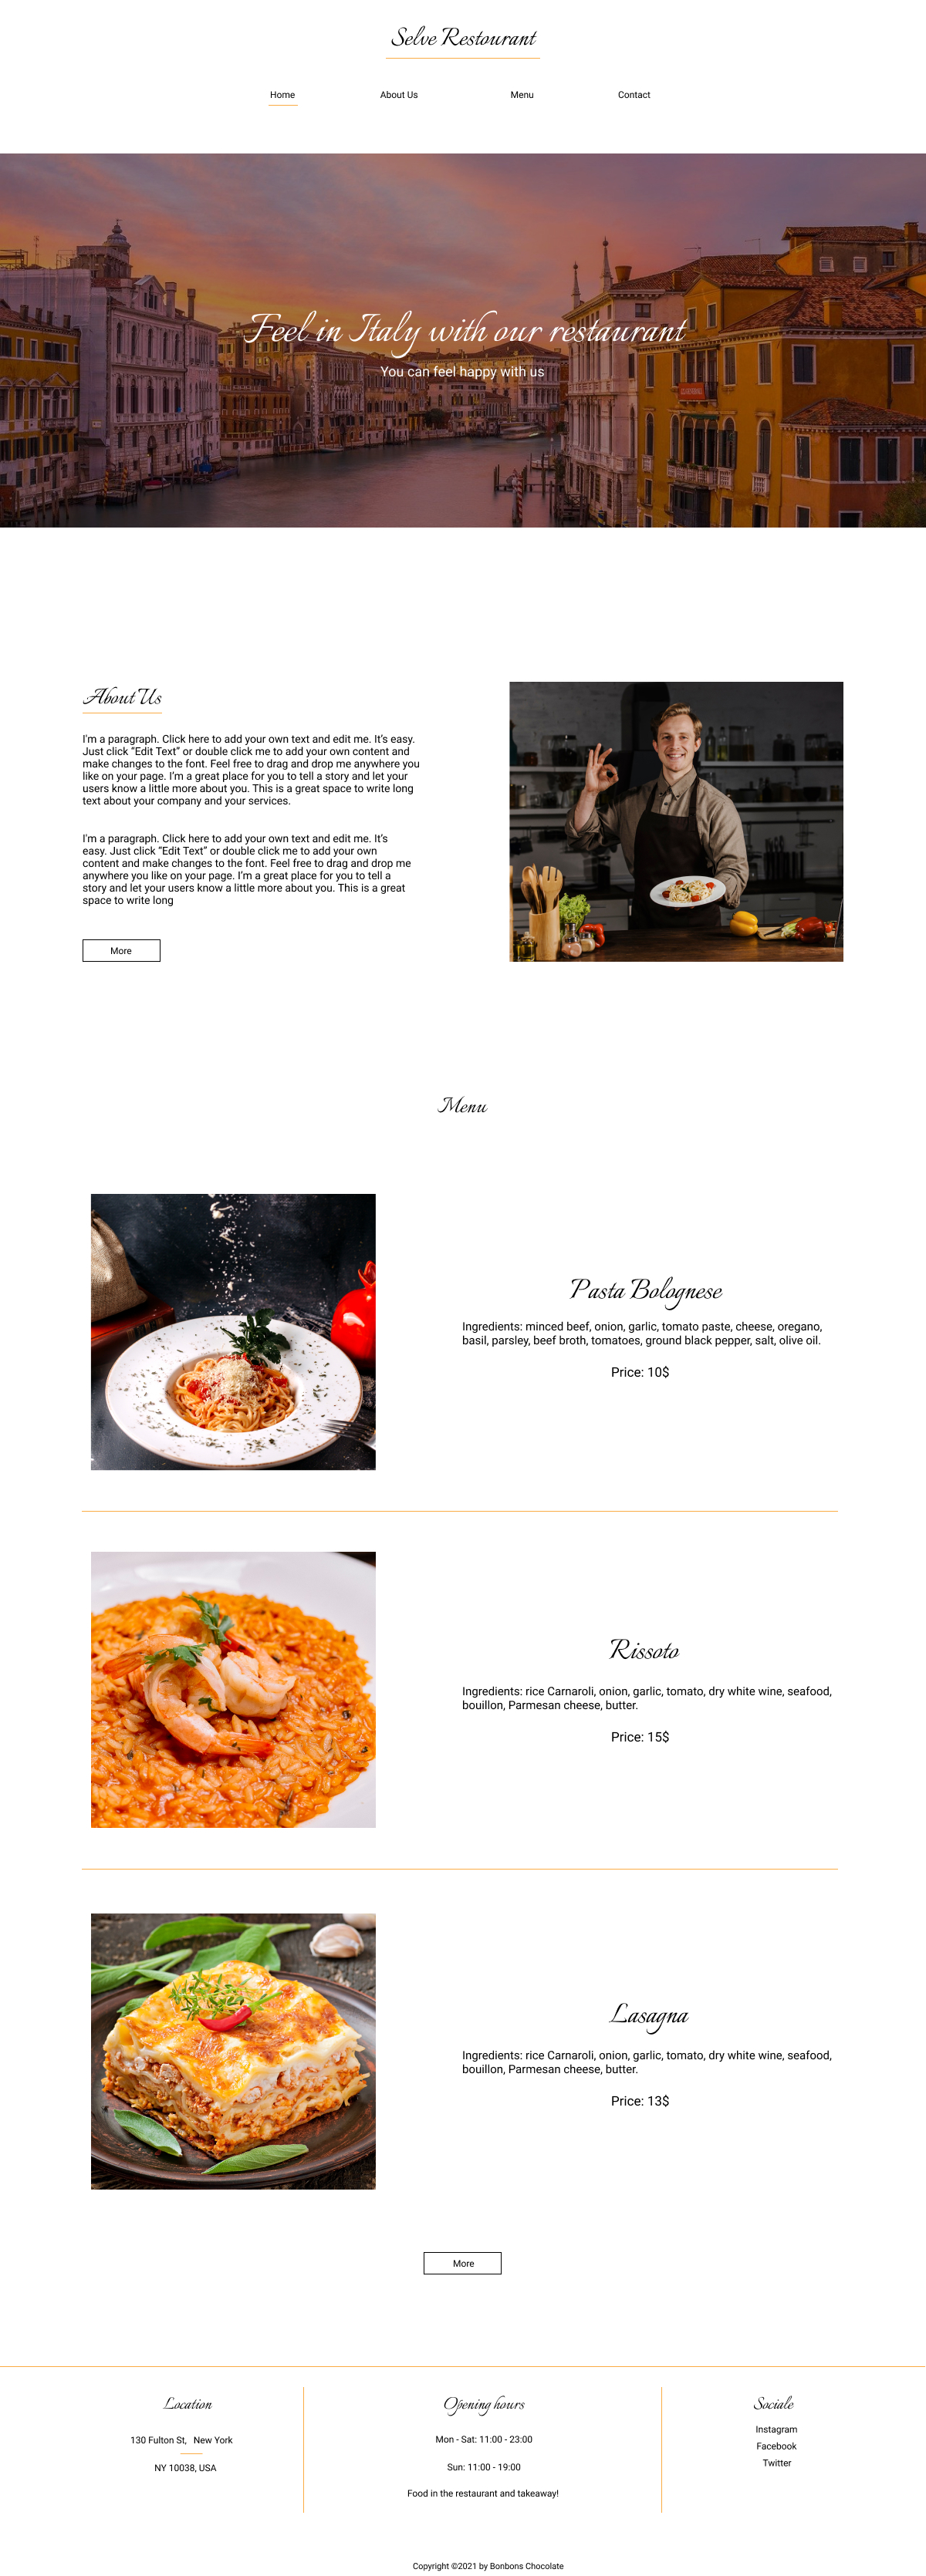 Selve Restourant
Home
About Us
Menu
Contact
Feel in Italy with our restaurant
You can feel happy with us
About Us
I'm a paragraph. Click here to add your own text and edit me. It’s easy.
Just click “Edit Text” or double click me to add your own content and
make changes to the font. Feel free to drag and drop me anywhere you
like on your page. I’m a great place for you to tell a story and let your
users know a little more about you. This is a great space to write long
text about your company and your services.
I'm a paragraph. Click here to add your own text and edit me. It’s
easy. Just click “Edit Text” or double click me to add your own
content and make changes to the font. Feel free to drag and drop me
anywhere you like on your page. I’m a great place for you to tell a
story and let your users know a little more about you. This is a great
space to write long
More
Menu
Pasta Bolognese
Ingredients: minced beef, onion, garlic, tomato paste, cheese, oregano,
basil, parsley, beef broth, tomatoes, ground black pepper, salt, olive oil.
Price: 10$
Rissoto
Ingredients: rice Carnaroli, onion, garlic, tomato, dry white wine, seafood,
bouillon, Parmesan cheese, butter.
Price: 15$
Lasagna
Ingredients: rice Carnaroli, onion, garlic, tomato, dry white wine, seafood,
bouillon, Parmesan cheese, butter.
Price: 13$
More
Location
130 Fulton St, New York
NY 10038, USA
Opening hours
Mon - Sat: 11:00 - 23:00
Sun: 11:00 - 19:00
Food in the restaurant and takeaway!
Sociale
Instagram
Facebook
Twitter
Copyright ©2021 by Bonbons Chocolate